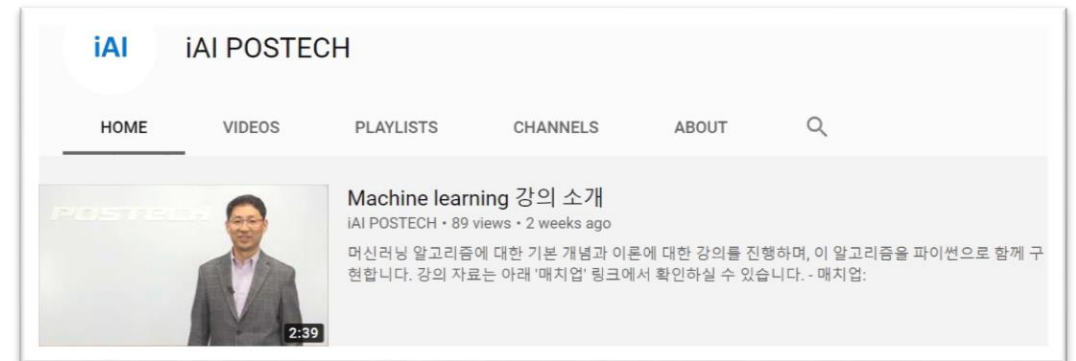 iAI
iAI POSTECH
HOME VIDEOS PLAYLISTS CHANNELS ABOUT
POSTECH
2:39
Machine learning 강의 소개
iAI POSTECH • 89 views • 2 weeks ago
머신러닝 알고리즘에 대한 기본 개념과 이론에 대한 강의를 진행하며, 이 알고리즘을 파이썬으로 함께 구
현합니다. 강의 자료는 아래 '매치업' 링크에서 확인하실 수 있습니다. - 매치업: